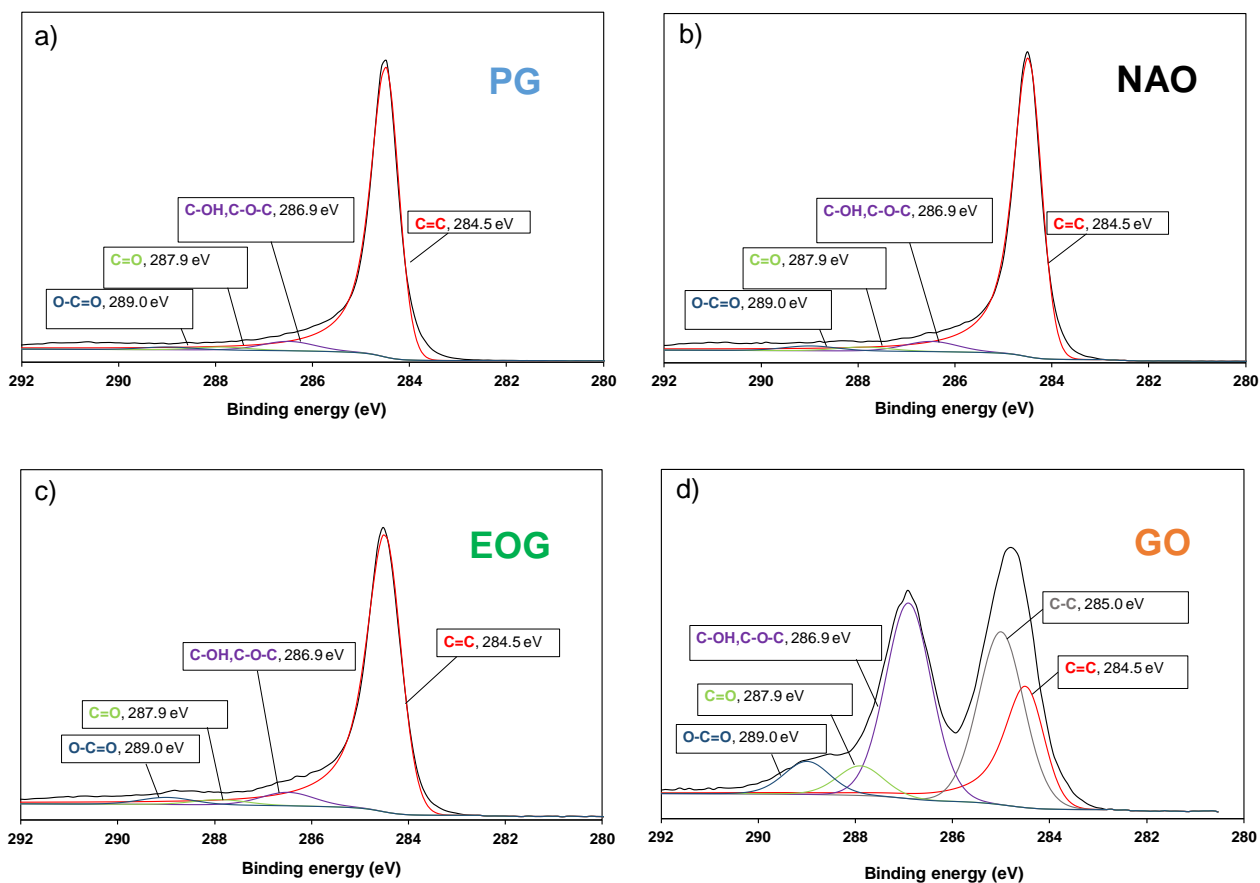 a)
PG
C-OH,C-O-C, 286.9 eV
C=C, 284.5 eV
C=O, 287.9 eV
O-C=O, 289.0 eV
292 290 288 286 284 282 280
Binding energy (eV)
b)
NAO
C-OH,C-O-C, 286.9 eV
C=C, 284.5 eV
C=O, 287.9 eV
O-C=O, 289.0 eV
292 290 288 286 284 282 280
Binding energy (eV)
c)
EOG
C=C, 284.5 eV
C-OH,C-O-C, 286.9 eV
C=O, 287.9 eV
O-C=O, 289.0 eV
292 290 288 286 284 282 280
Binding energy (eV)
d)
GO
C-C, 285.0 eV
C-OH,C-O-C, 286.9 eV
C=C, 284.5 eV
C=O, 287.9 eV
O-C=O, 289.0 eV
292 290 288 286 284 282 280
Binding energy (eV)